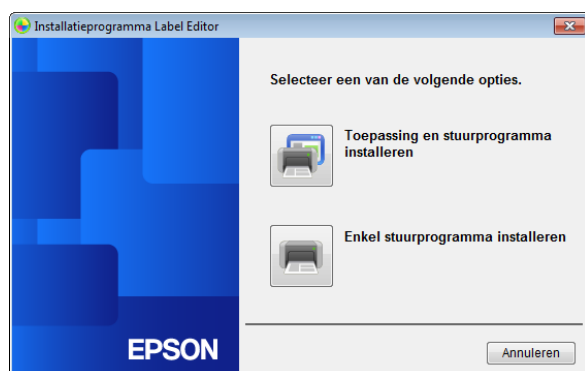 Installatieprogramma Label Editor
Selecteer een van de volgende opties.
Toepassing en stuurprogramma
installeren
Enkel stuurprogramma installeren
EPSON
Annuleren